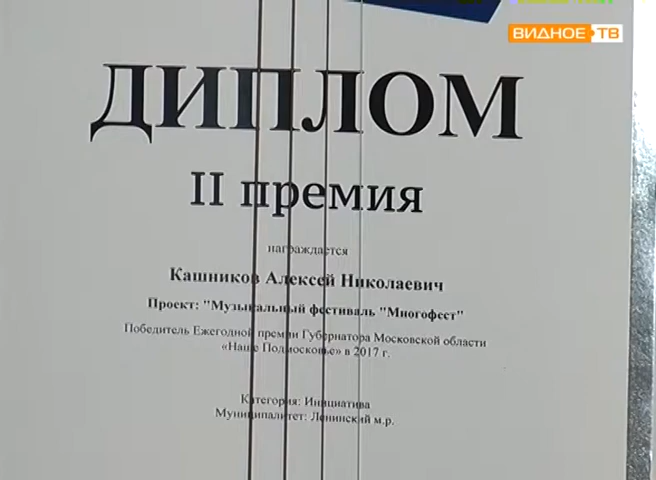 ВИДНОЕ ТВ
ДИПЛОМ
II премия
награждается
Кашников Алексей Николаевич
Проект: "Музыкальный фестиваль "Многофест"
Победитель Ежегодной премии Губернатора Московской области
«Наше Подмосковье» в 2017 г.
Категория: Инициатива
Муниципалитет: Ленинский м.р.